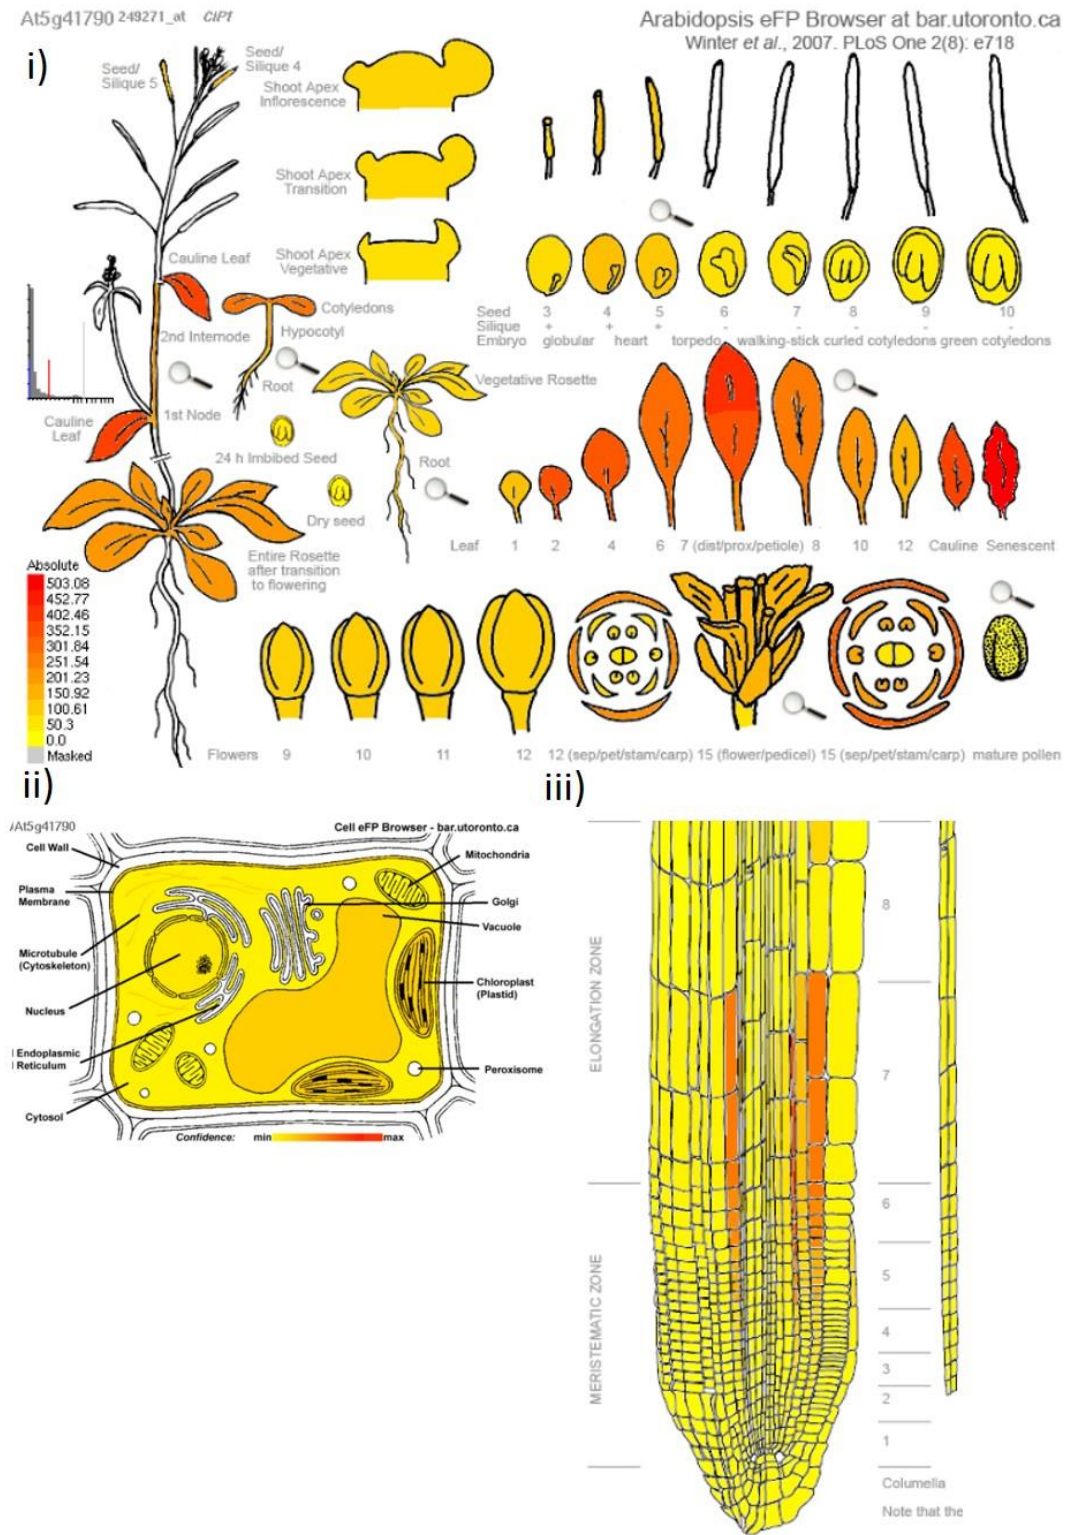 At5g41790 249271_at CIP1
Arabidopsis eFP Browser at bar.utoronto.ca
Winter et al., 2007. PLoS One 2(8): e718
i)
Seed/
Silique 5
Seed/
Silique 4
Shoot Apex
Inflorescence
Shoot Apex
Transition
Shoot Apex
Vegetative
Cauline Leaf
Cotyledons
2nd Internode
Hypocotyl
Root
1st Node
Cauline
Leaf
24 h Imbibed Seed
Dry seed
Root
Vegetative Rosette
Entire Rosette
after transition
to flowering
Seed 3 4 5 6 7 8 9 10
Silique + + + - - - - -
Embryo globular heart torpedo walking-stick curled cotyledons green cotyledons
Leaf 1 2 4 6 7 (dist/prox/petiole) 8 10 12 Cauline Senescent
Absolute
503.08
452.77
402.46
352.15
301.84
251.54
201.23
150.92
100.61
50.3
0.0
Masked
Flowers 9 10 11 12 12 (sep/pet/stam/carp) 15 (flower/pedicel) 15 (sep/pet/stam/carp) mature pollen
ii)
/At5g41790
Cell eFP Browser - bar.utoronto.ca
Cell Wall
Plasma
Membrane
Microtubule
(Cytoskeleton)
Nucleus
Endoplasmic
Reticulum
Cytosol
Mitochondria
Golgi
Vacuole
Chloroplast
(Plastid)
Peroxisome
Confidence: min max
iii)
ELONGATION ZONE
MERISTEMATIC ZONE
8
7
6
5
4
3
2
1
Columella
Note that the